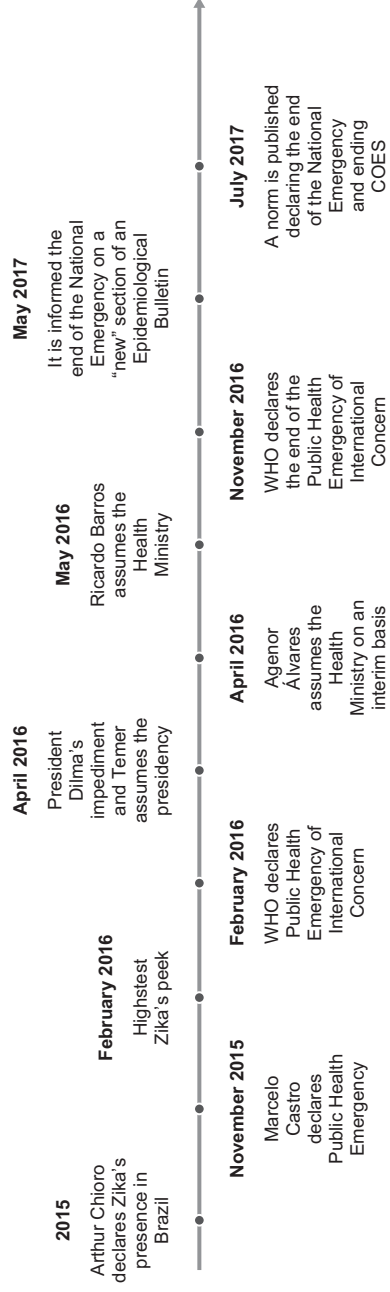 2015
Arthur Chioro
declares Zika's
presence in
Brazil
November 2015
Marcelo
Castro
declares
Public Health
Emergency
February 2016
Highstest
Zika's peek
February 2016
WHO declares
Public Health
Emergency of
International
Concern
April 2016
President
Dilma's
impediment
and Temer
assumes the
presidency
April 2016
Agenor
Álvares
assumes the
Health
Ministry on an
interim basis
May 2016
Ricardo Barros
assumes the
Health
Ministry
November 2016
WHO declares
the end of the
Public Health
Emergency of
International
Concern
May 2017
It is informed the
end of the National
Emergency on a
“new” section of an
Epidemiological
Bulletin
July 2017
A norm is published
declaring the end
of the National
Emergency
and ending
COES